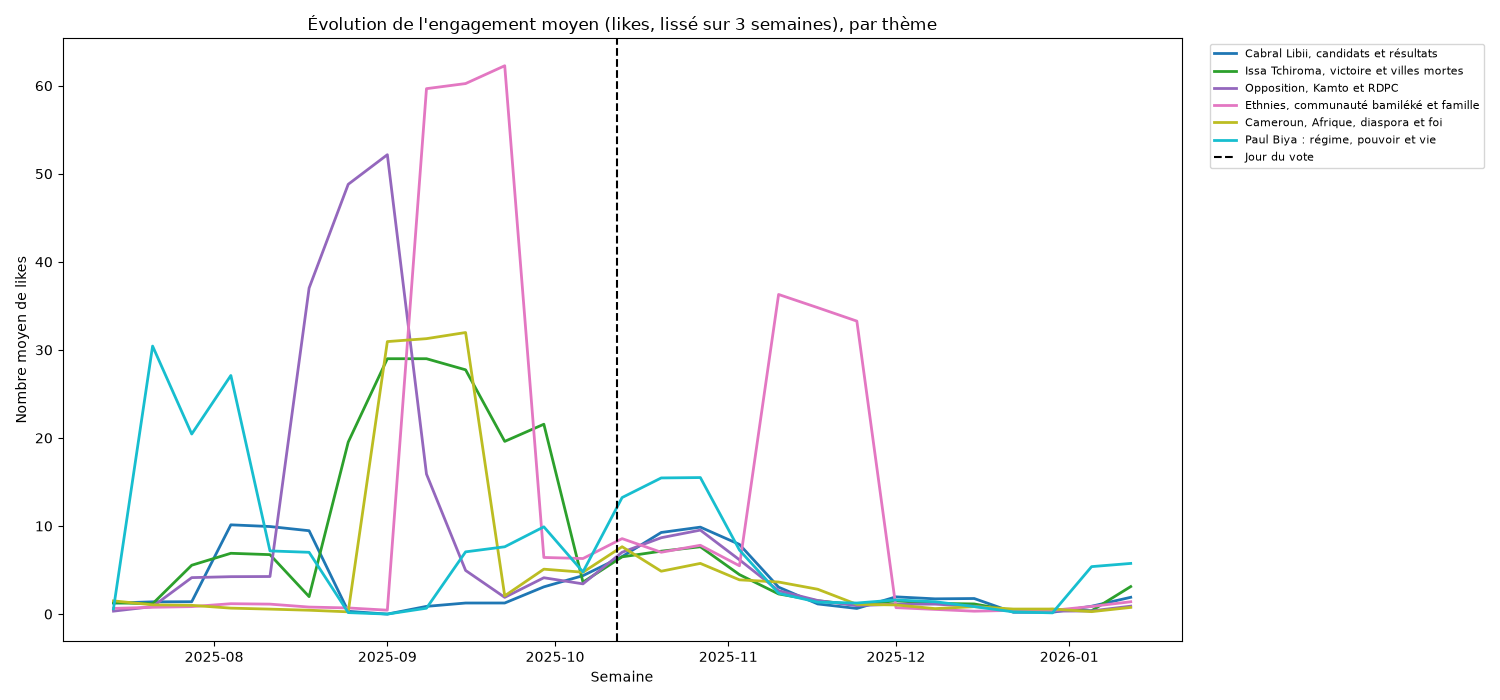 Évolution de l'engagement moyen (likes, lissé sur 3 semaines), par thème
Nombre moyen de likes
60
50
40
30
20
10
0
2025-08
2025-09
2025-10
2025-11
2025-12
2026-01
Semaine
Cabral Libii, candidats et résultats
Issa Tchiroma, victoire et villes mortes
Opposition, Kamto et RDPC
Ethnies, communauté bamiléké et famille
Cameroun, Afrique, diaspora et foi
Paul Biya : régime, pouvoir et vie
Jour du vote